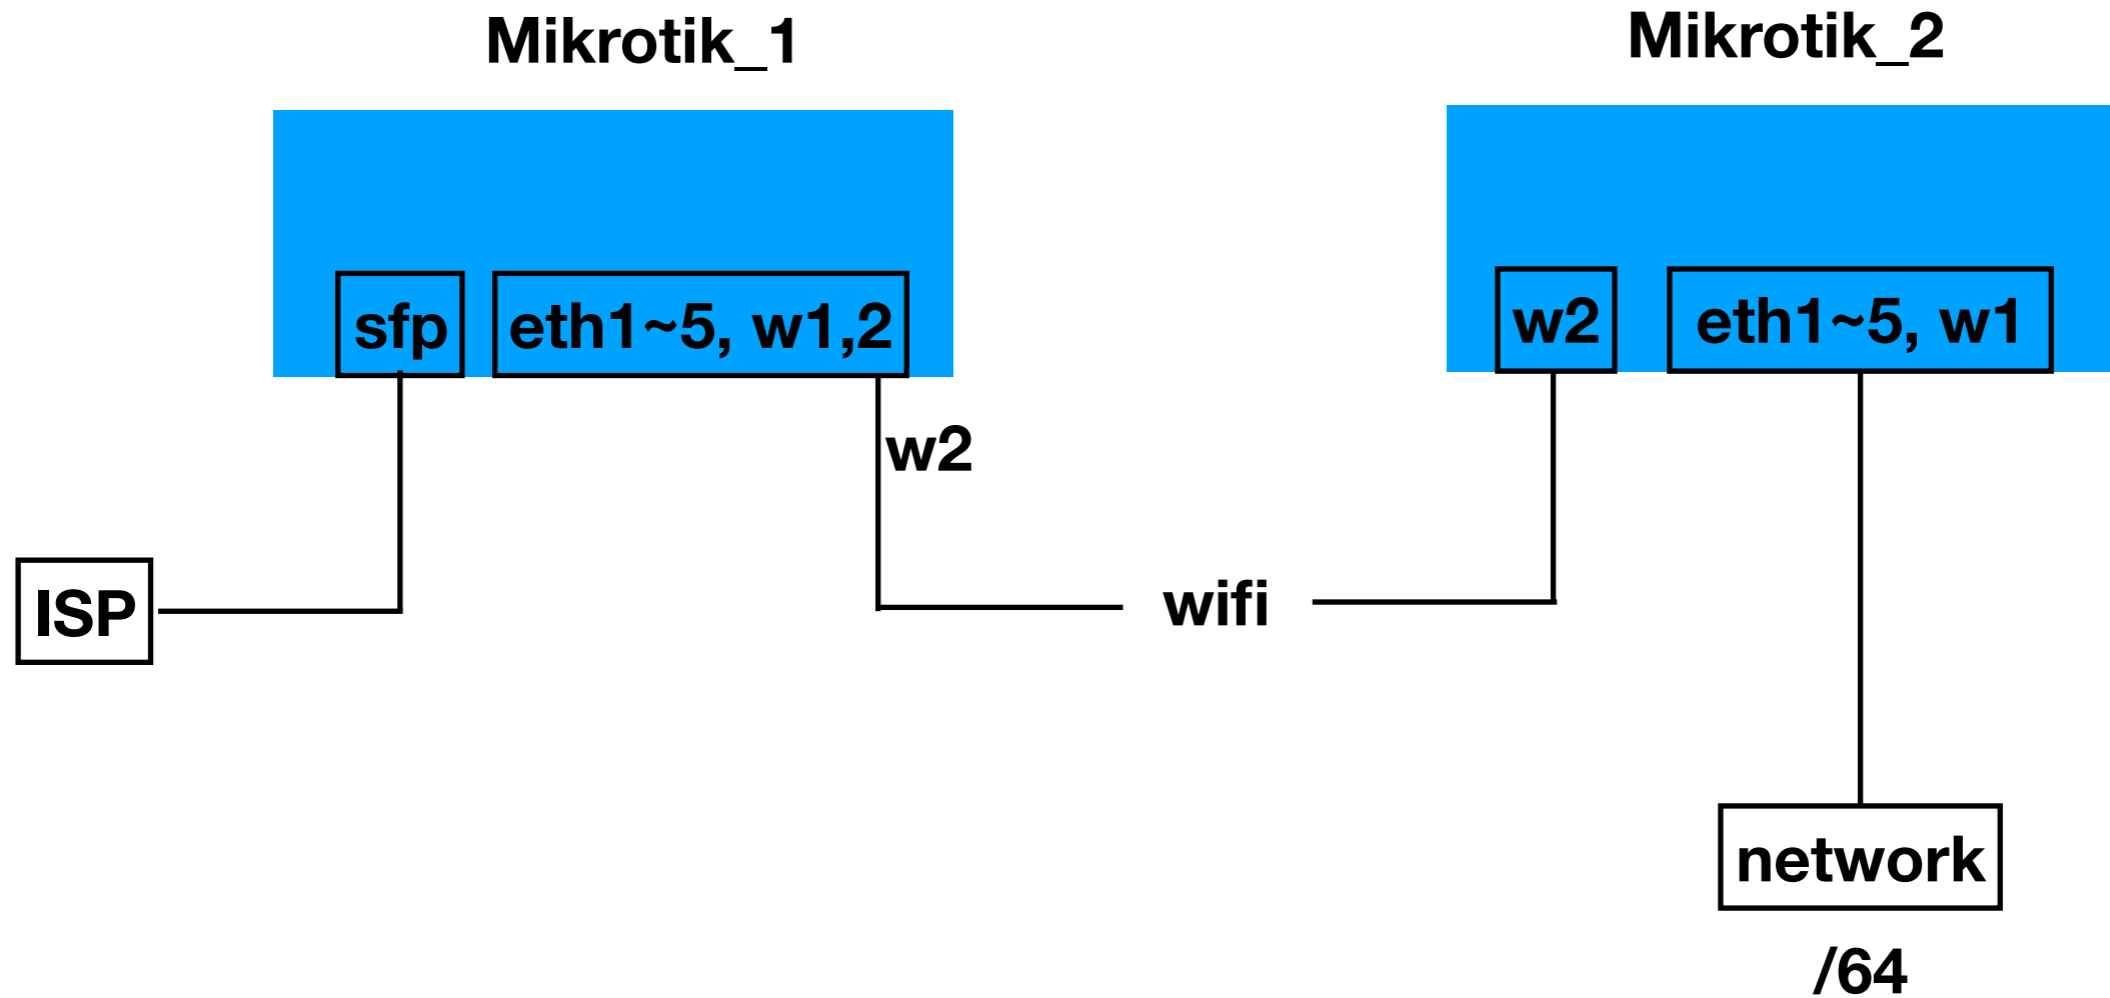 Mikrotik_1
Mikrotik_2
sfp
eth1~5, w1,2
w2
eth1~5, w1
w2
ISP
wifi
network
/64